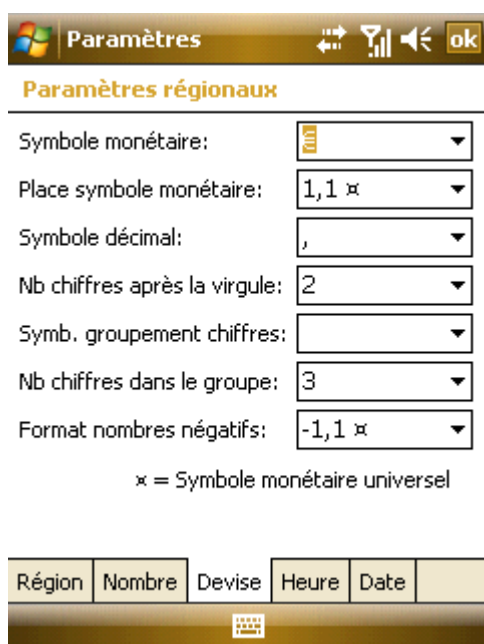 Paramètres ok
Paramètres régionaux
Symbole monétaire: €
Place symbole monétaire: 1,1 ¤
Symbole décimal: ,
Nb chiffres après la virgule: 2
Symb. groupement chiffres:
Nb chiffres dans le groupe: 3
Format nombres négatifs: -1,1 ¤
¤ = Symbole monétaire universel
Région Nombre Devise Heure Date